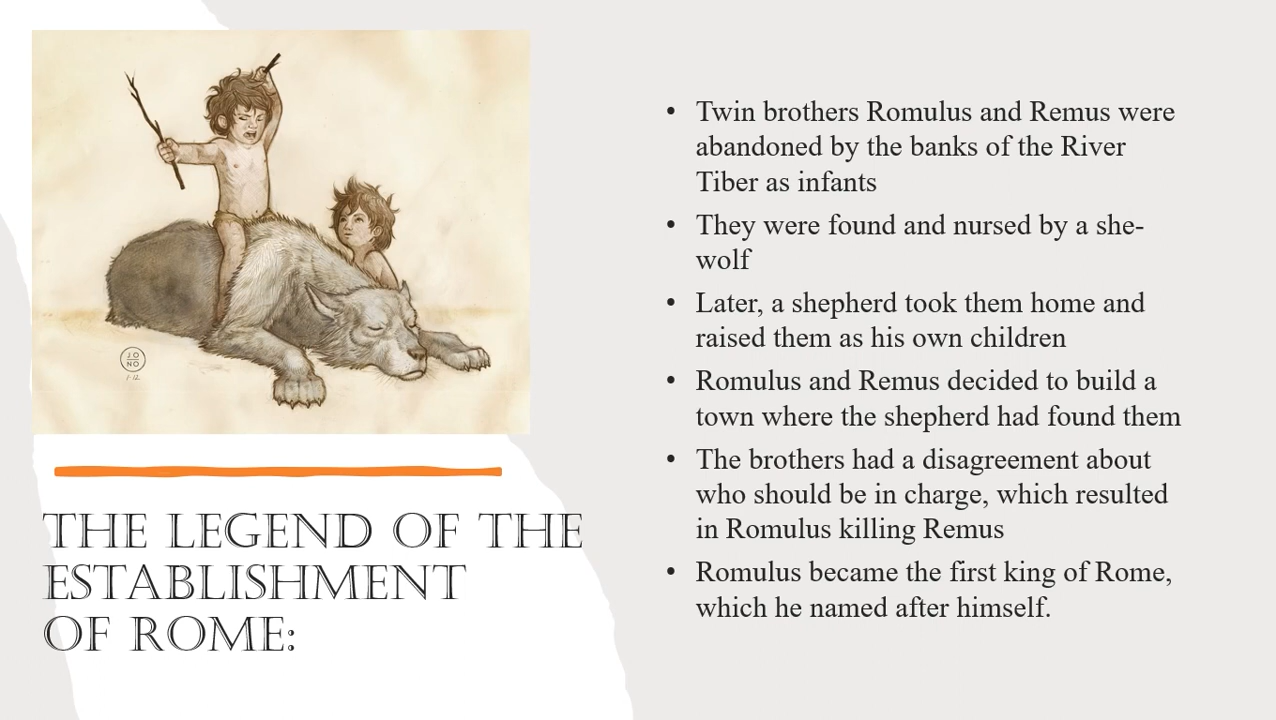 JO
NO
1·12
THE LEGEND OF THE
ESTABLISHMENT
OF ROME:
• Twin brothers Romulus and Remus were
abandoned by the banks of the River
Tiber as infants
• They were found and nursed by a she-
wolf
• Later, a shepherd took them home and
raised them as his own children
• Romulus and Remus decided to build a
town where the shepherd had found them
• The brothers had a disagreement about
who should be in charge, which resulted
in Romulus killing Remus
• Romulus became the first king of Rome,
which he named after himself.